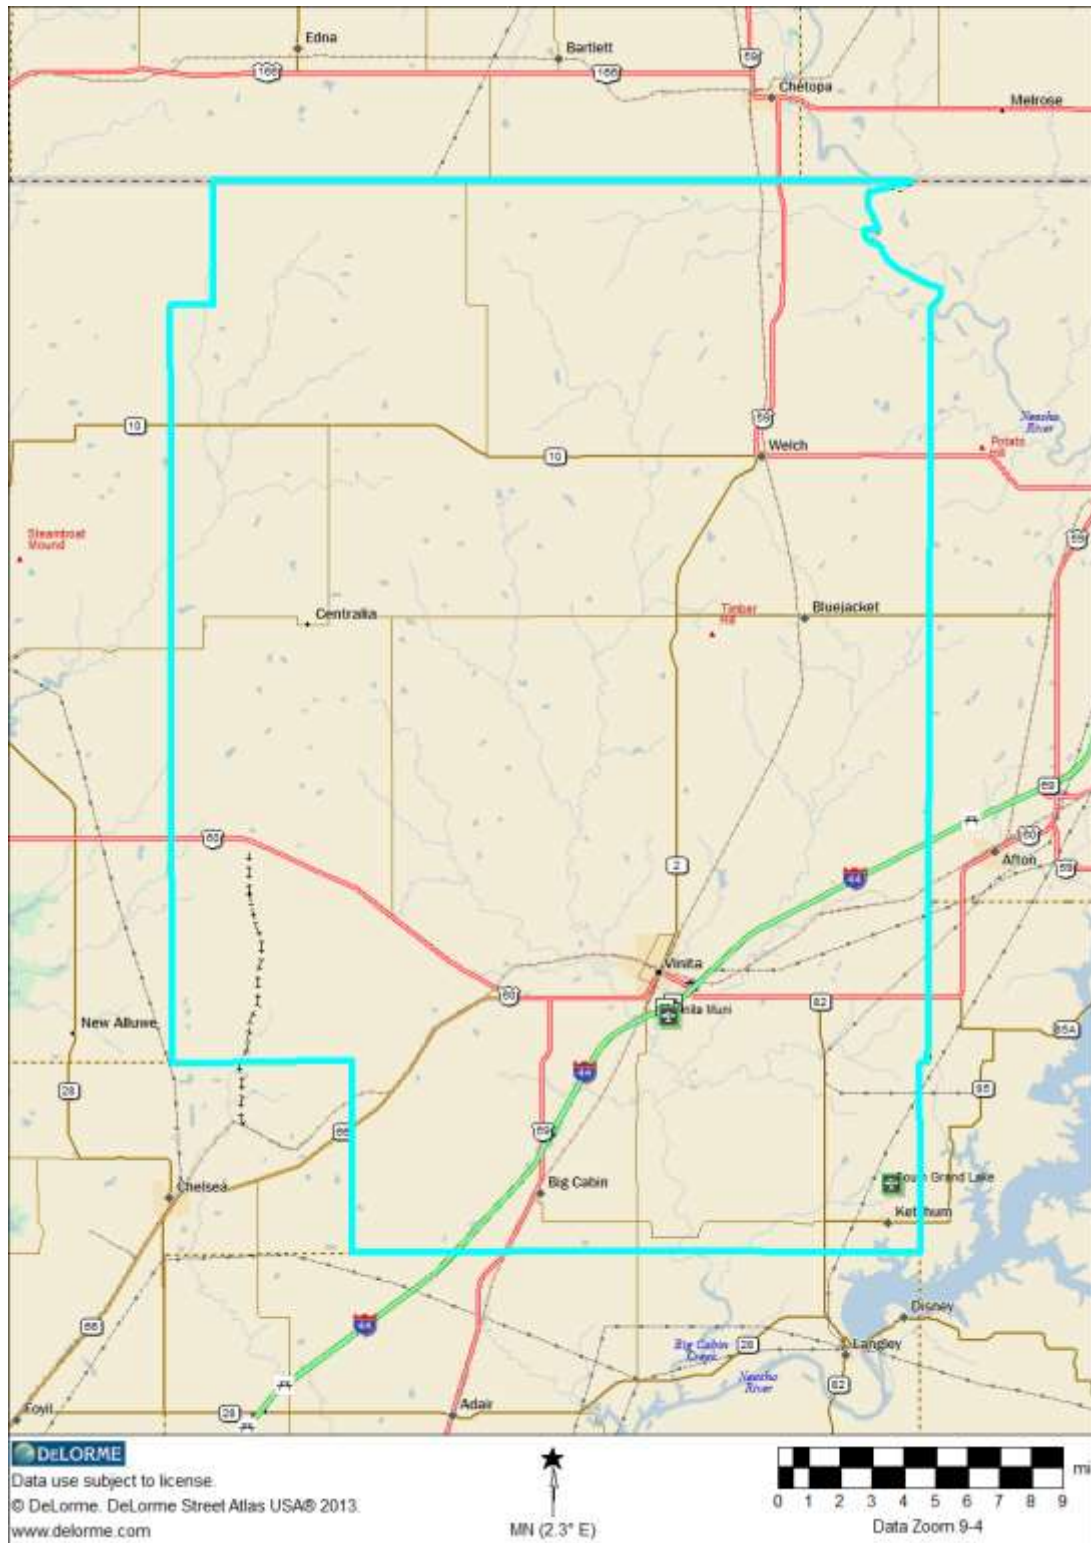 Edna
Bartlett
59
166
166
Chetopa
Melrose
10
59
Neosho
River
Welch
Potato
Hill
10
Steamboat
Mound
59
Centralia
Timber
Hill
Bluejacket
69
60
60
Afton
2
44
59
Vinita
60
82
New Alluwe
85A
44
28
85
66
69
Chelsea
Big Cabin
South Grand Lake
Ketchum
Disney
66
44
Big Cabin
Creek
28
Langley
Neosho
River
82
Foyil
28
Adair
DELORME
Data use subject to license.
© DeLorme. DeLorme Street Atlas USA® 2013.
www.delorme.com
MN (2.3° E)
mi
0 1 2 3 4 5 6 7 8 9
Data Zoom 9-4